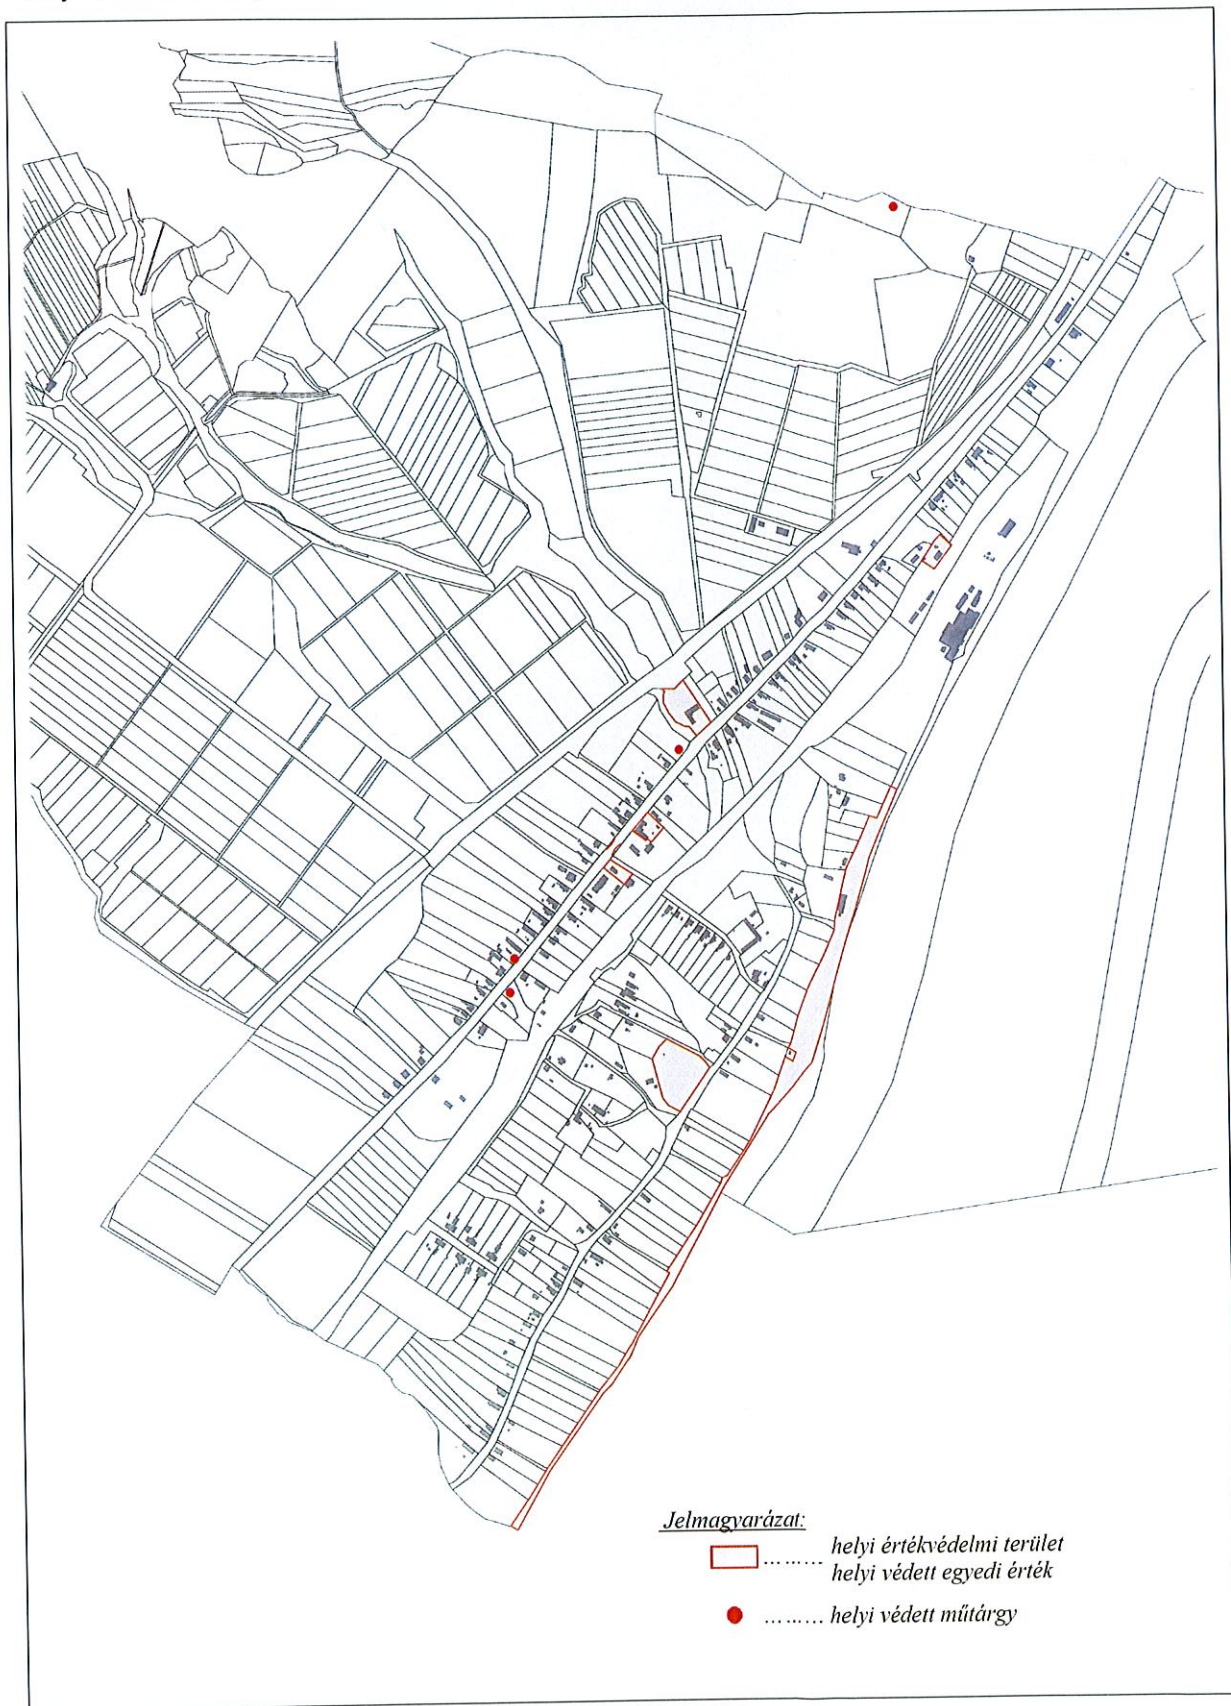 Jelmagyarázat:
......... helyi értékvédelmi terület
helyi védett egyedi érték
......... helyi védett műtárgy